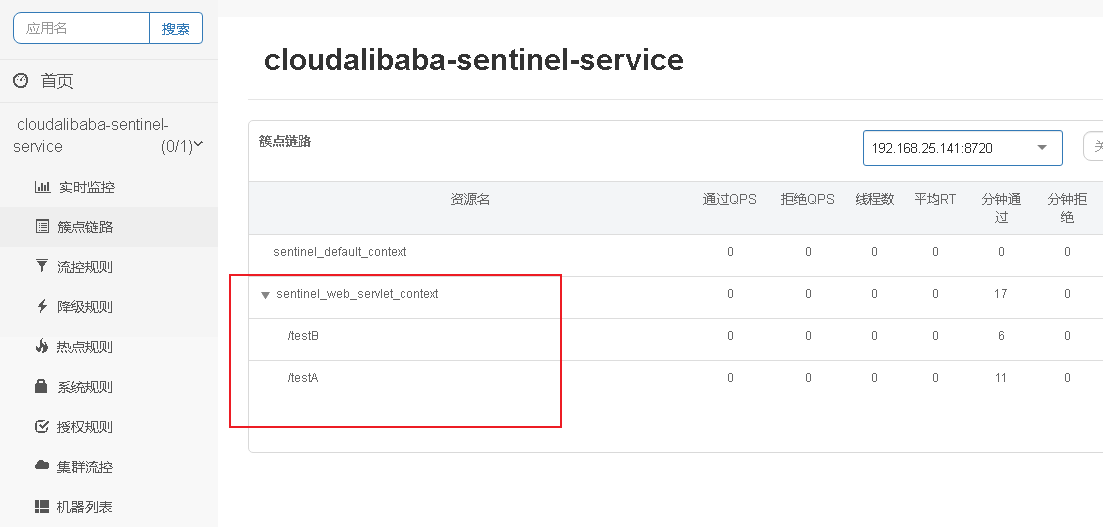 应用名 搜索
首页
cloudalibaba-sentinel-
service (0/1)
实时监控
簇点链路
流控规则
降级规则
热点规则
系统规则
授权规则
集群流控
机器列表
cloudalibaba-sentinel-service
簇点链路 192.168.25.141:8720 关
资源名 通过QPS 拒绝QPS 线程数 平均RT 分钟通过 分钟拒绝
sentinel_default_context 0 0 0 0 0 0
sentinel_web_servlet_context 0 0 0 0 17 0
/testB 0 0 0 0 6 0
/testA 0 0 0 0 11 0